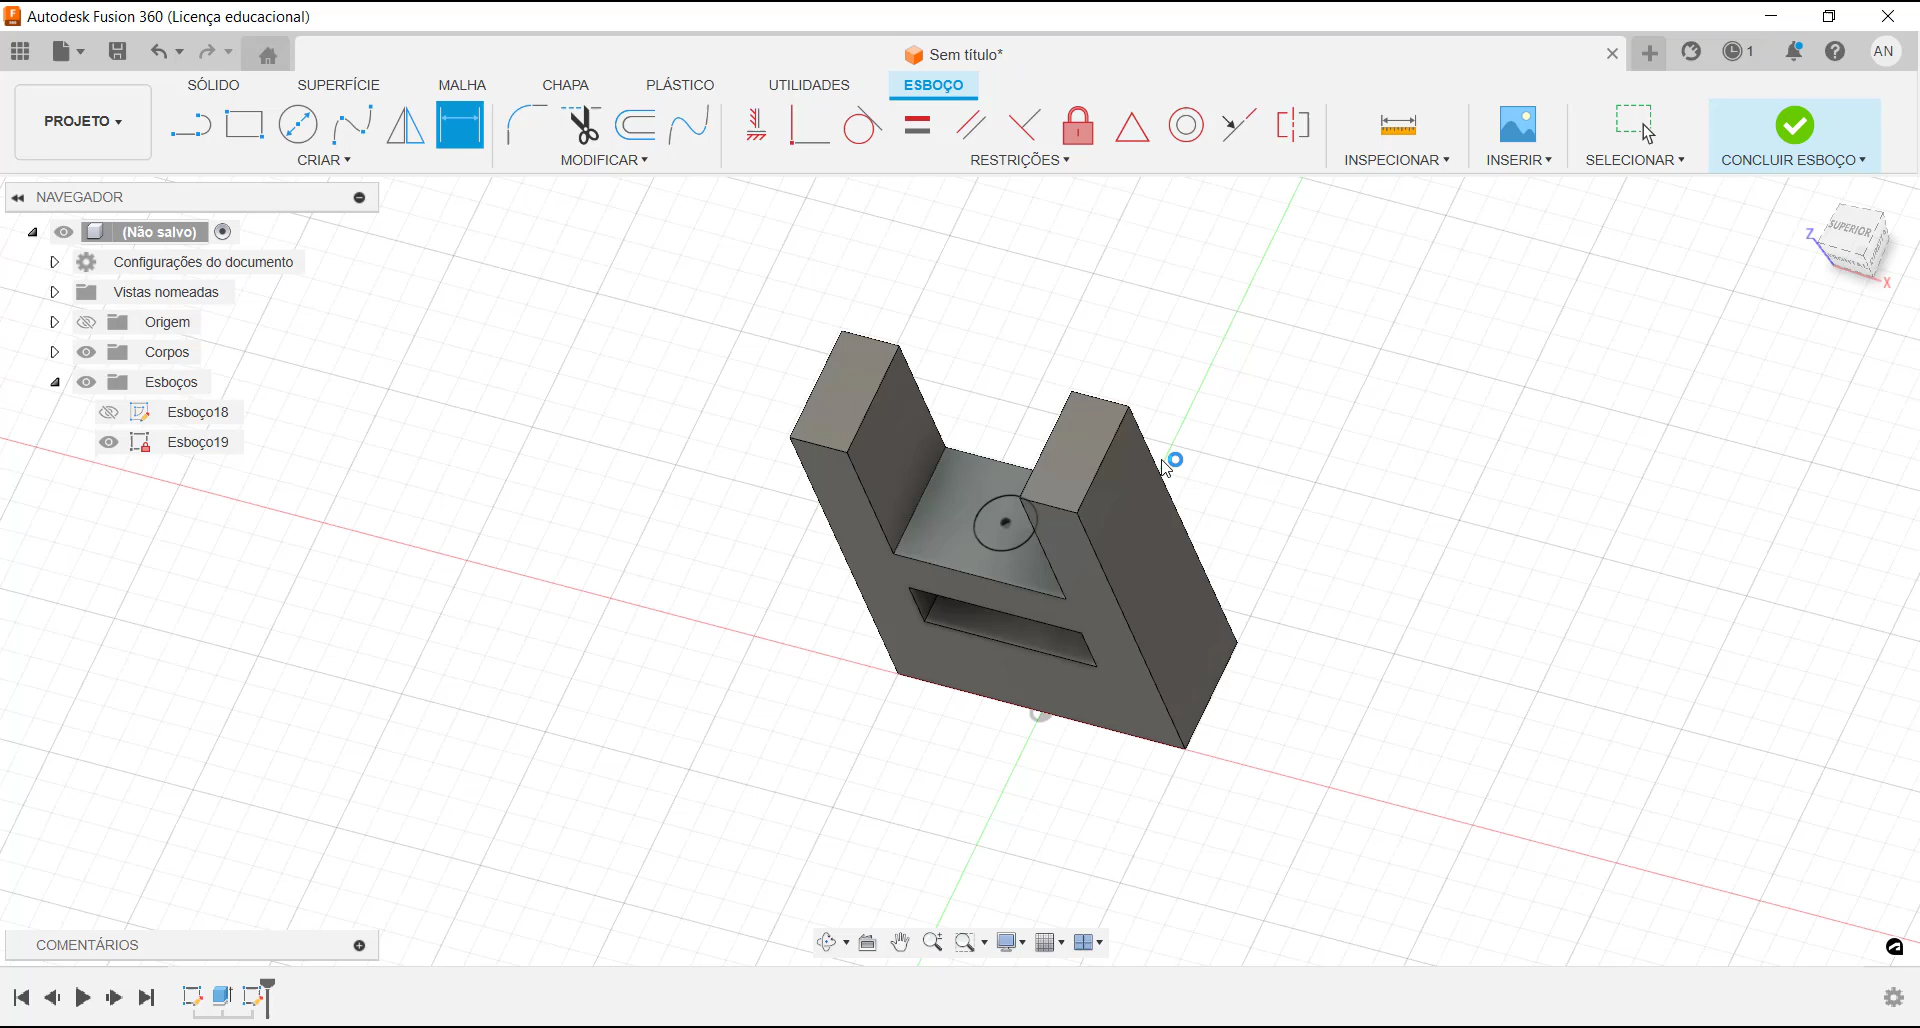 Autodesk Fusion 360 (Licença educacional)
Sem título*
1
AN
SÓLIDO
SUPERFÍCIE
MALHA
CHAPA
PLÁSTICO
UTILIDADES
ESBOÇO
PROJETO
CRIAR
MODIFICAR
RESTRIÇÕES
INSPECIONAR
INSERIR
SELECIONAR
CONCLUIR ESBOÇO
NAVEGADOR
(Não salvo)
Configurações do documento
Vistas nomeadas
Origem
Corpos
Esboços
Esboço18
Esboço19
SUPERIOR
Z
X
COMENTÁRIOS